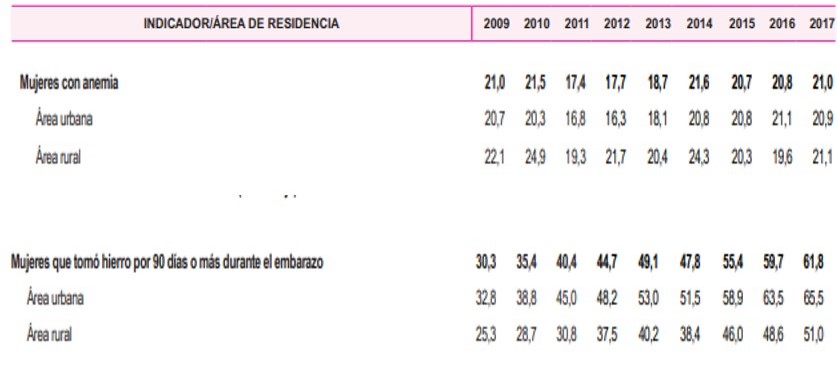 INDICADOR/ÁREA DE RESIDENCIA 2009 2010 2011 2012 2013 2014 2015 2016 2017
Mujeres con anemia 21,0 21,5 17,4 17,7 18,7 21,6 20,7 20,8 21,0
Área urbana 20,7 20,3 16,8 16,3 18,1 20,8 20,8 21,1 20,9
Área rural 22,1 24,9 19,3 21,7 20,4 24,3 20,3 19,6 21,1
Mujeres que tomó hierro por 90 días o más durante el embarazo 30,3 35,4 40,4 44,7 49,1 47,8 55,4 59,7 61,8
Área urbana 32,8 38,8 45,0 48,2 53,0 51,5 58,9 63,5 65,5
Área rural 25,3 28,7 30,8 37,5 40,2 38,4 46,0 48,6 51,0